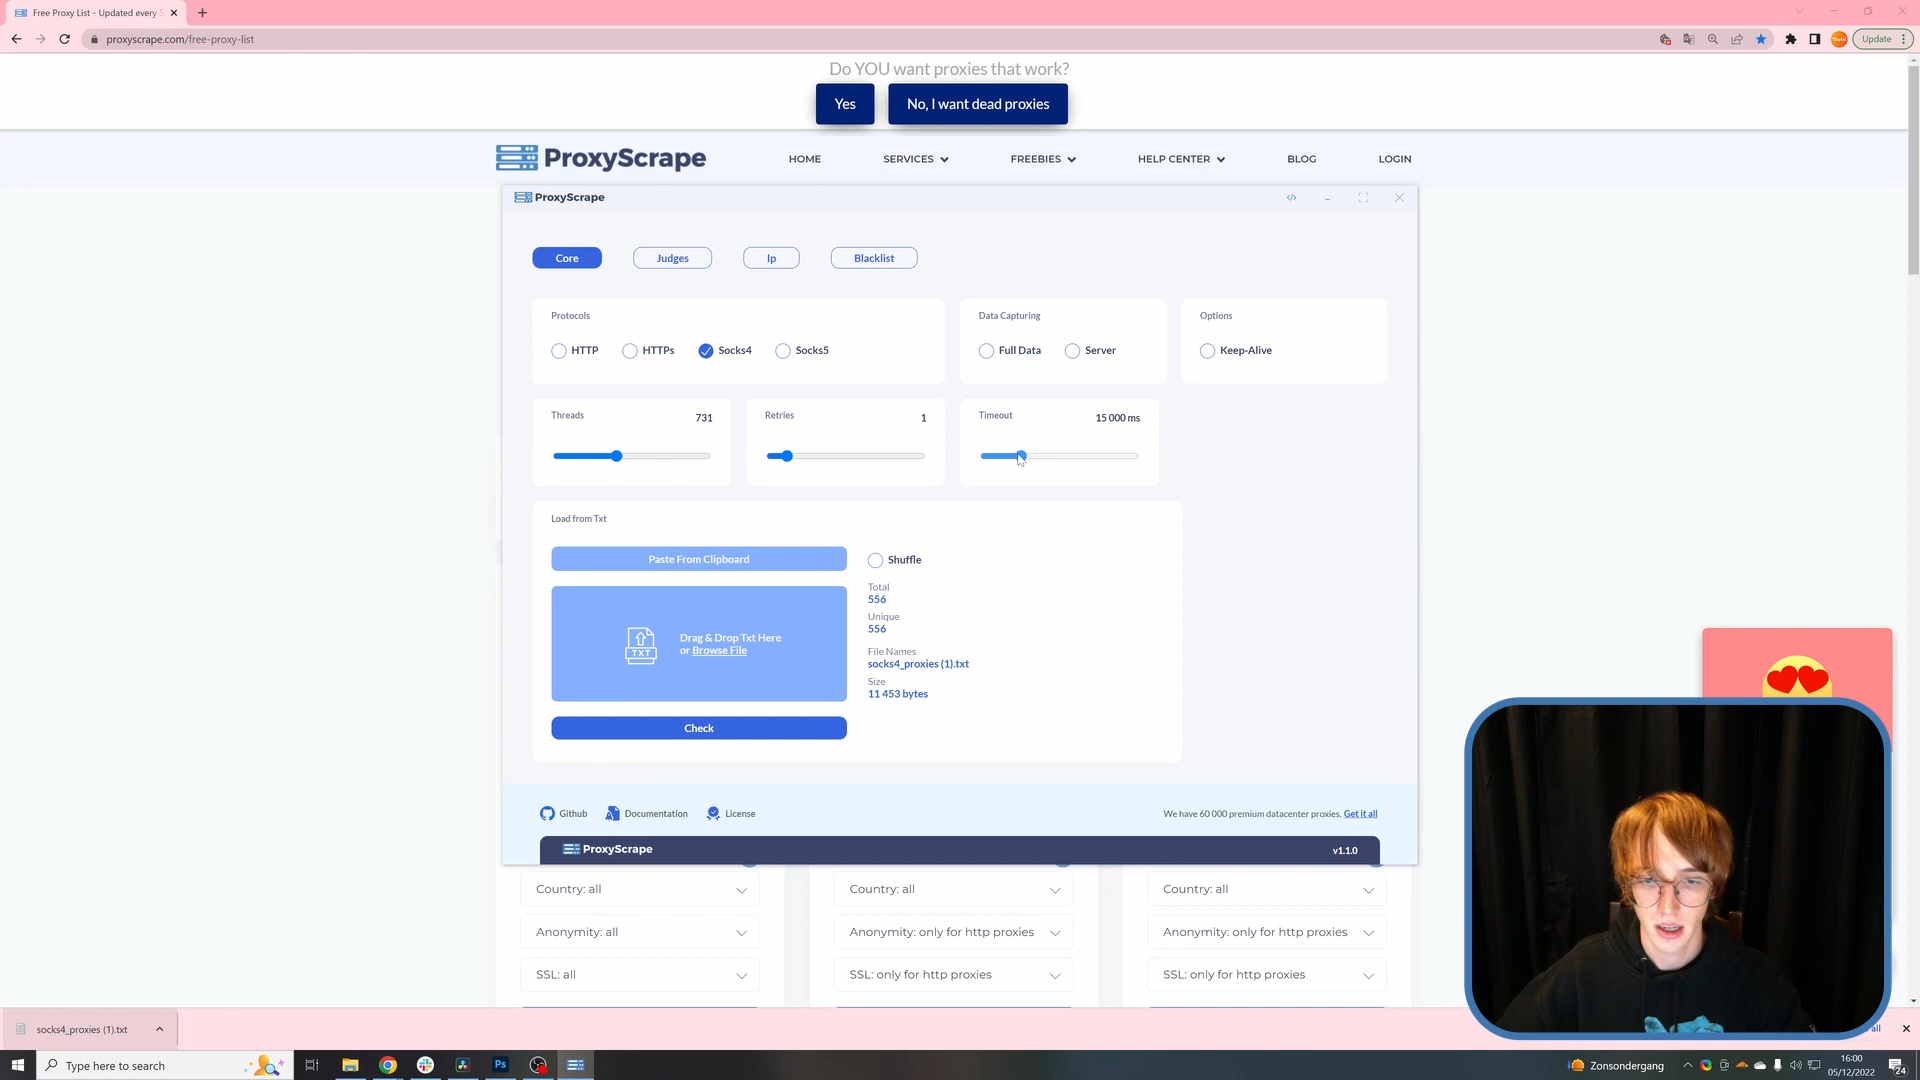 Free Proxy List - Updated every 5
proxyscrape.com/free-proxy-list
Update
Do YOU want proxies that work?
Yes
No, I want dead proxies
ProxyScrape
HOME
SERVICES
FREEBIES
HELP CENTER
BLOG
LOGIN
ProxyScrape
Core
Judges
Ip
Blacklist
Protocols
HTTP
HTTPs
Socks4
Socks5
Data Capturing
Full Data
Server
Options
Keep-Alive
Threads
731
Retries
1
Timeout
15 000 ms
Load from Txt
Paste From Clipboard
TXT
Drag & Drop Txt Here
or Browse File
Check
Shuffle
Total
556
Unique
556
File Names
socks4_proxies (1).txt
Size
11 453 bytes
Github
Documentation
License
We have 60 000 premium datacenter proxies. Get it all
ProxyScrape
v1.1.0
Country: all
Country: all
Country: all
Anonymity: all
Anonymity: only for http proxies
Anonymity: only for http proxies
SSL: all
SSL: only for http proxies
SSL: only for http proxies
socks4_proxies (1).txt
all
Type here to search
Ps
Zonsondergang
16:00
05/12/2022
24